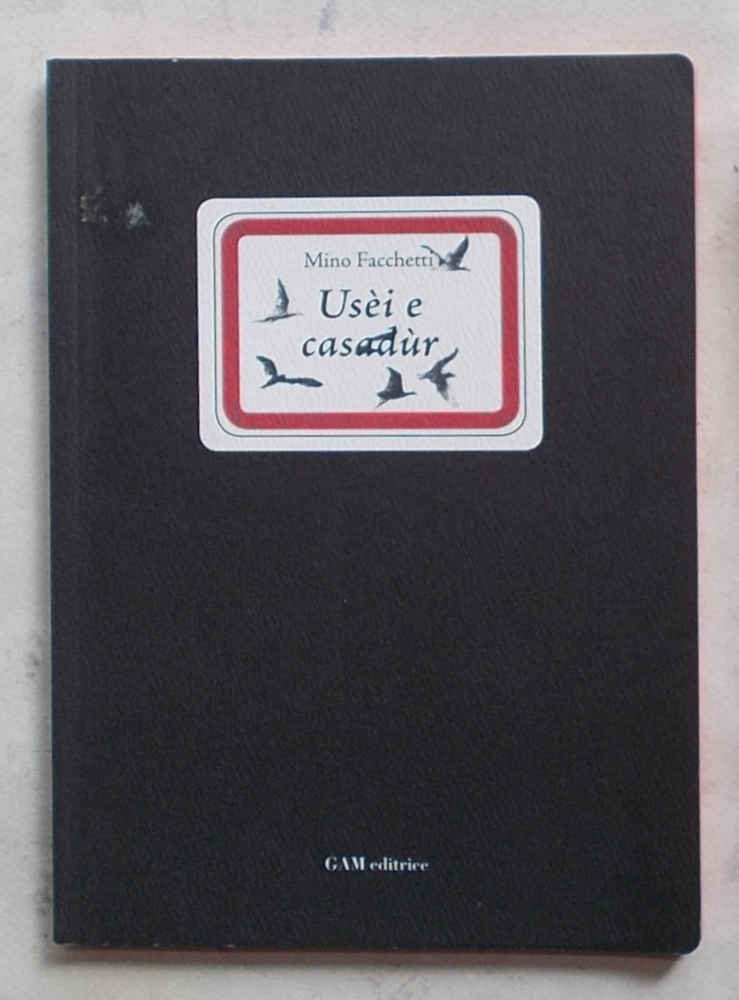 Mino Facchetti
Usèi e
casadùr
GAM editrice